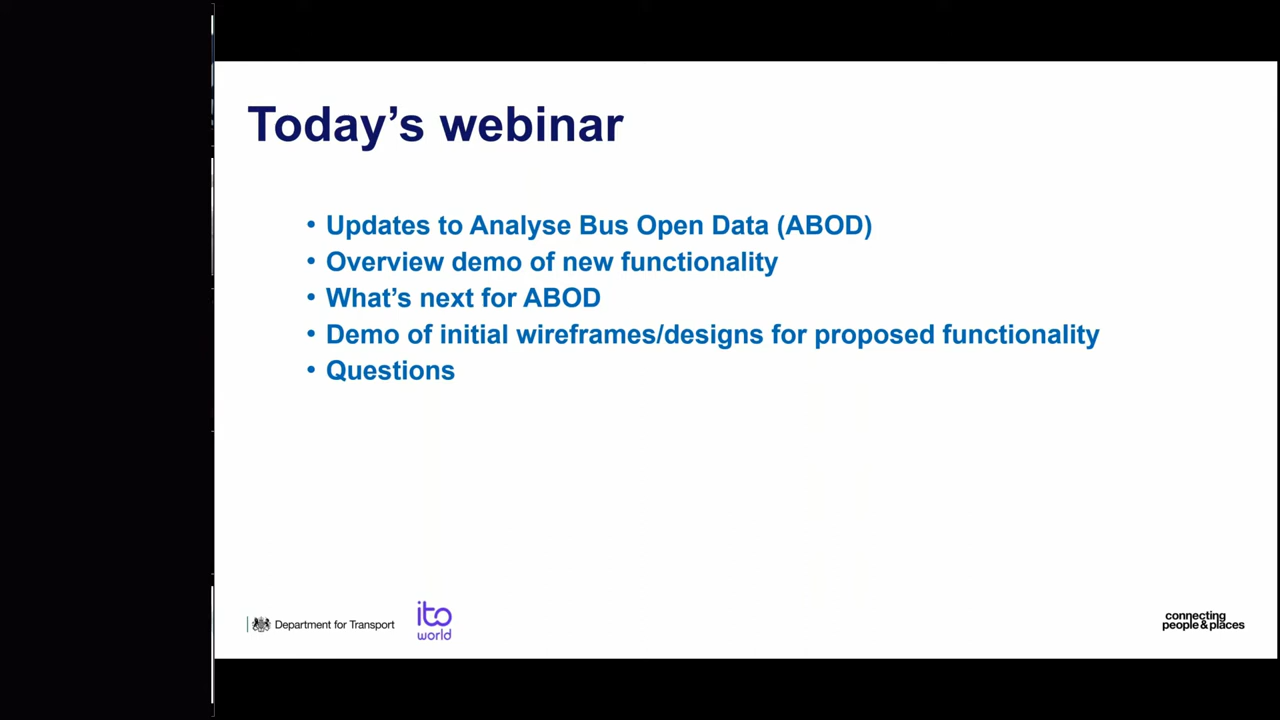 Today’s webinar
• Updates to Analyse Bus Open Data (ABOD)
• Overview demo of new functionality
• What’s next for ABOD
• Demo of initial wireframes/designs for proposed functionality
• Questions
Department for Transport
ito
world
connecting
people&places